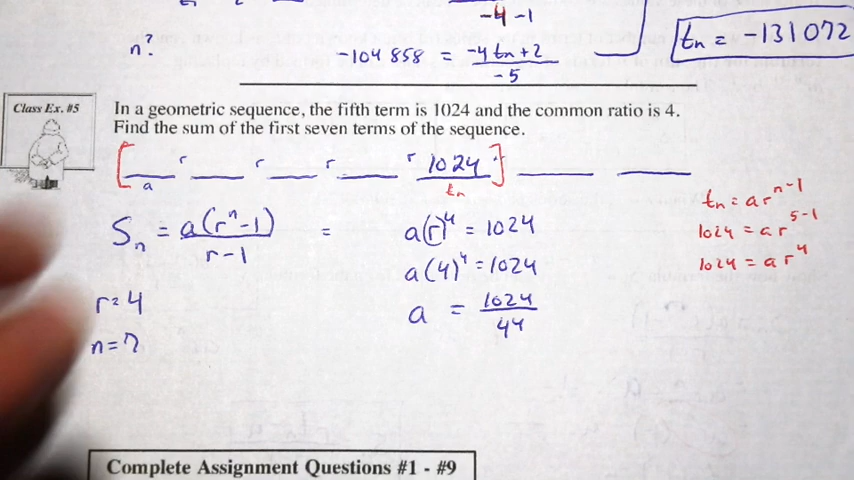 -4 -1
n?
-104 858 = -4tn+2 / -5
tn = -131072
Class Ex. #5
In a geometric sequence, the fifth term is 1024 and the common ratio is 4.
Find the sum of the first seven terms of the sequence.
r r r r 1024
a tn
Sn = a(r^n-1) / r-1 =
a(r)^4 = 1024
a(4)^4 = 1024
a = 1024 / 44
tn = ar^n-1
1024 = ar^5-1
1024 = ar^4
r = 4
n = 7
Complete Assignment Questions #1 - #9